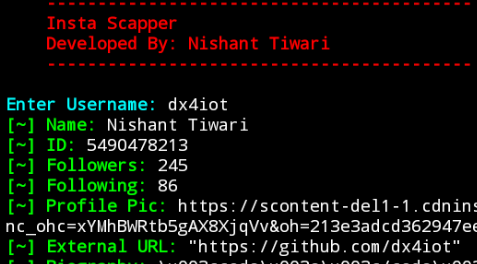 -----------------------------------------
Insta Scapper
Developed By: Nishant Tiwari
-----------------------------------------
Enter Username: dx4iot
[~] Name: Nishant Tiwari
[~] ID: 5490478213
[~] Followers: 245
[~] Following: 86
[~] Profile Pic: https://scontent-del1-1.cdnins
nc_ohc=xYMhBWRtb5gAX8XjqVv&oh=213e3adcd362947ee
[~] External URL: "https://github.com/dx4iot"
[~] Biography: